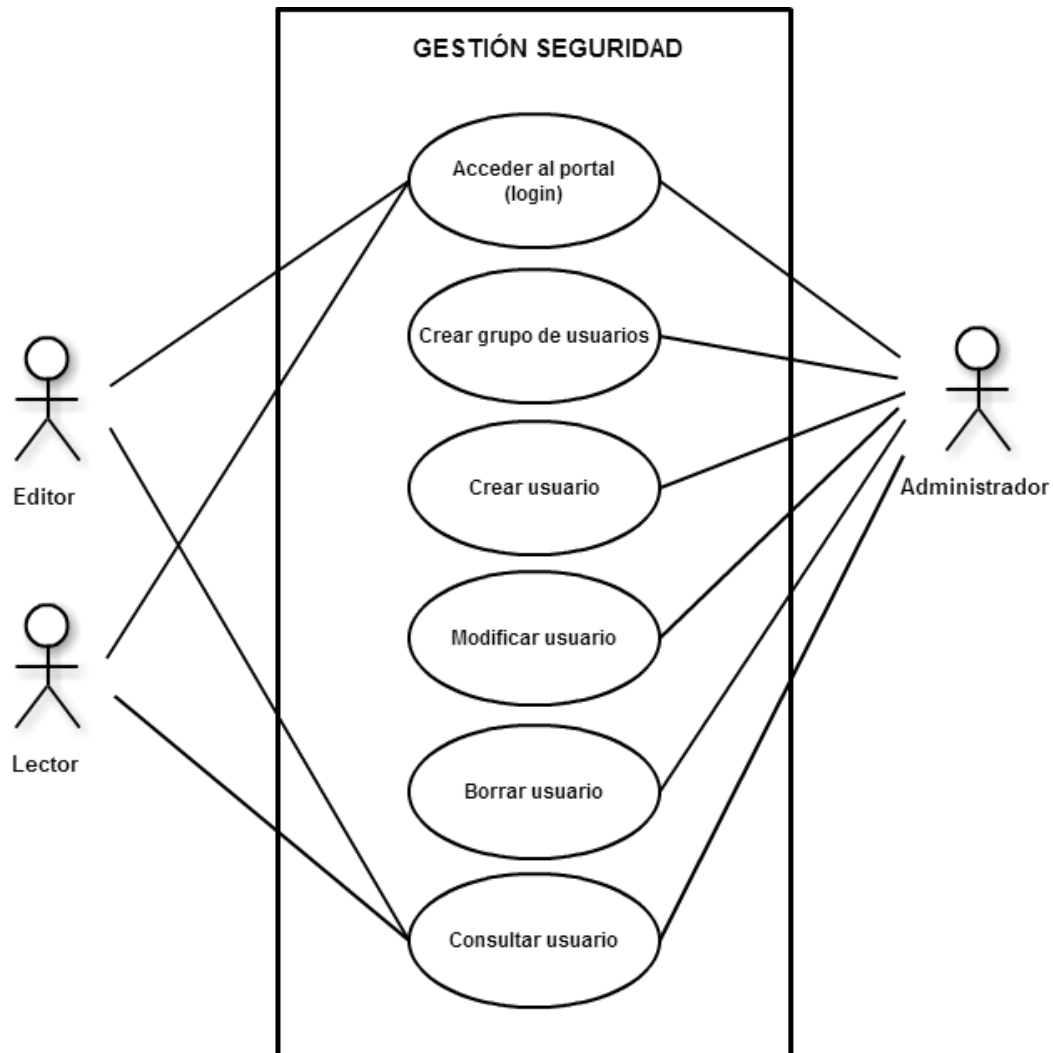 GESTIÓN SEGURIDAD
Acceder al portal
(login)
Crear grupo de usuarios
Crear usuario
Editor
Administrador
Modificar usuario
Lector
Borrar usuario
Consultar usuario